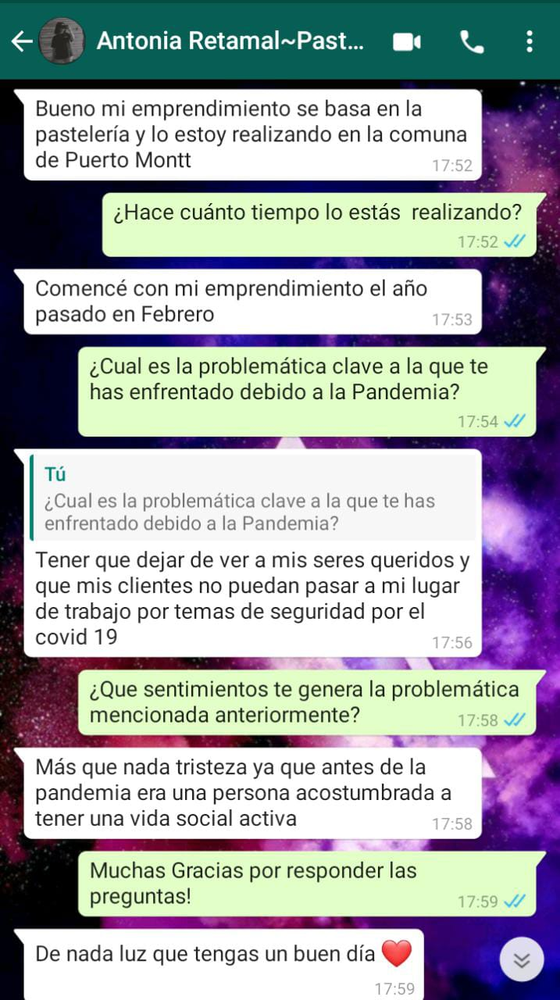 Antonia Retamal~Past...
Bueno mi emprendimiento se basa en la
pastelería y lo estoy realizando en la comuna
de Puerto Montt
17:52
¿Hace cuánto tiempo lo estás  realizando?
17:52
Comencé con mi emprendimiento el año
pasado en Febrero
17:53
¿Cual es la problemática clave a la que te
has enfrentado debido a la Pandemia?
17:54
Tú
¿Cual es la problemática clave a la que te has
enfrentado debido a la Pandemia?
Tener que dejar de ver a mis seres queridos y
que mis clientes no puedan pasar a mi lugar
de trabajo por temas de seguridad por el
covid 19
17:56
¿Que sentimientos te genera la problemática
mencionada anteriormente?
17:58
Más que nada tristeza ya que antes de la
pandemia era una persona acostumbrada a
tener una vida social activa
17:58
Muchas Gracias por responder las
preguntas!
17:59
De nada luz que tengas un buen día ❤️
17:59